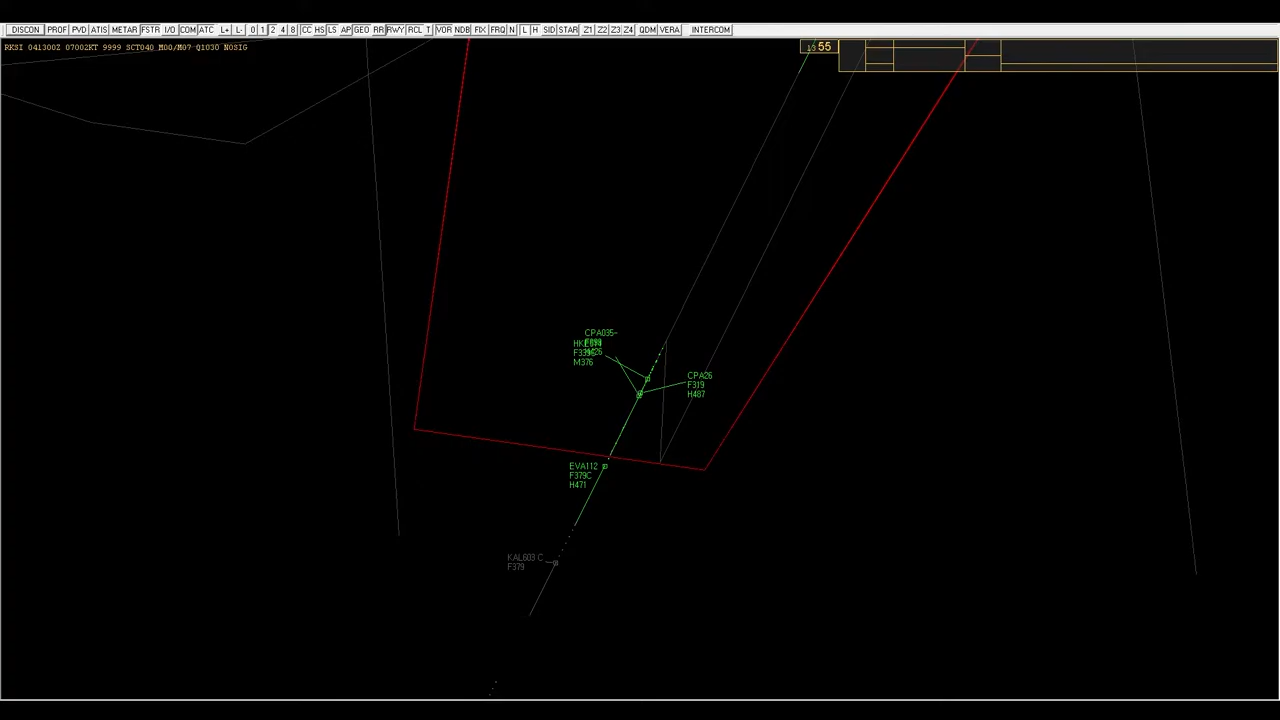 DISCON PROF PVD ATIS METAR FSTR I/O COM ATC L+ L- 0 1 2 4 8 CC HS LS AP GEO RR RWY RCL T VOR NDB FIX FRQ N L H SID STAR Z1 Z2 Z3 Z4 QDM VERA INTERCOM
RKSI 041300Z 07002KT 9999 SCT040 M00/M07 Q1030 NOSIG
13 55
CPA035-
M376
CPA26
F319
H487
EVA112
F379C
H471
KAL603 C
F379